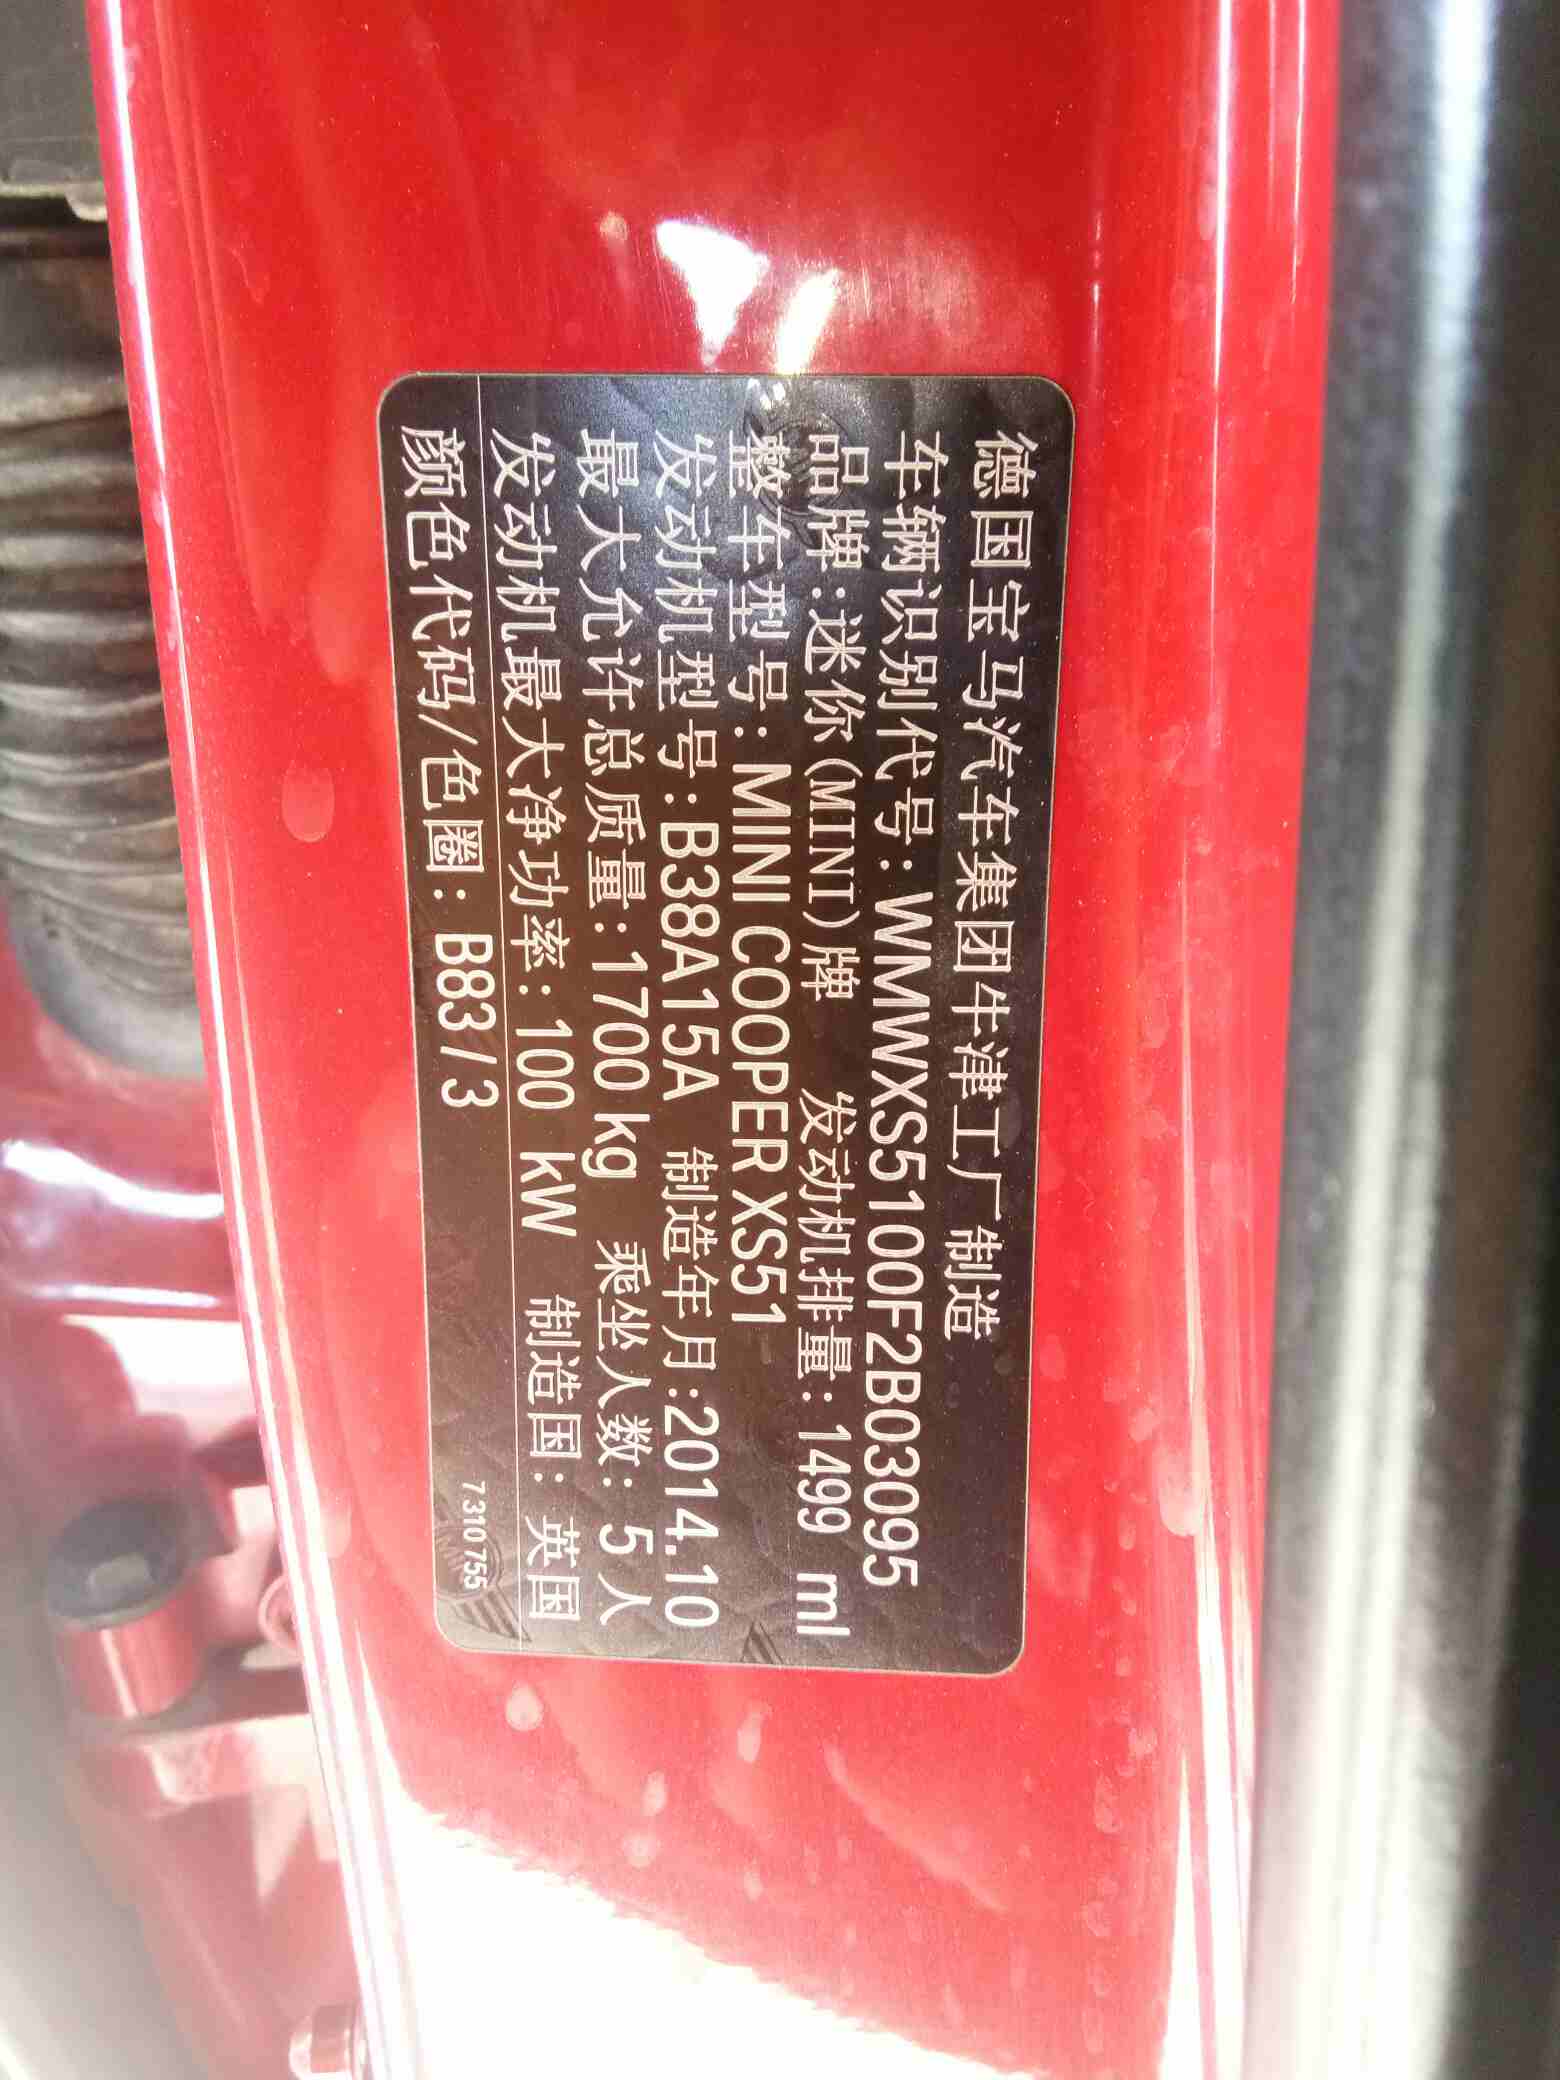 德国宝马汽车集团牛津工厂制造
车辆识别代号: WMWXS5100F2B03095
品牌:迷你(MINI)牌 发动机排量: 1499 ml
整车型号: MINI COOPER XS51
发动机型号: B38A15A 制造年月:2014.10
最大允许总质量: 1700 kg 乘坐人数: 5 人
发动机最大净功率: 100 kW 制造国: 英国
颜色代码/色圈: B83 / 3
7 310 755